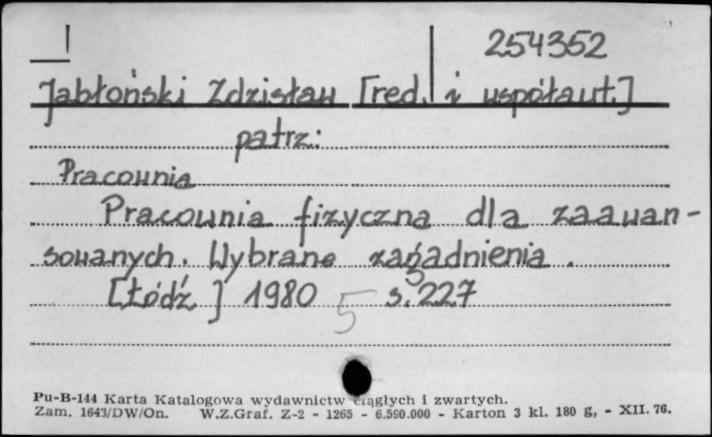 254352
Jabłoński Zdzisław [red. i współaut.]
patrz:
Pracownia
Pracownia fizyczna dla zaawan-
sowanych. Wybrane zagadnienia.
[Łódź] 1980 s. 227
5
Pu-B-144 Karta Katalogowa wydawnictw ciągłych i zwartych.
Zam. 1643/DW/On. W.Z.Graf. Z-2 - 1265 - 6.590.000 - Karton 3 kl. 180 g, - XII. 76.